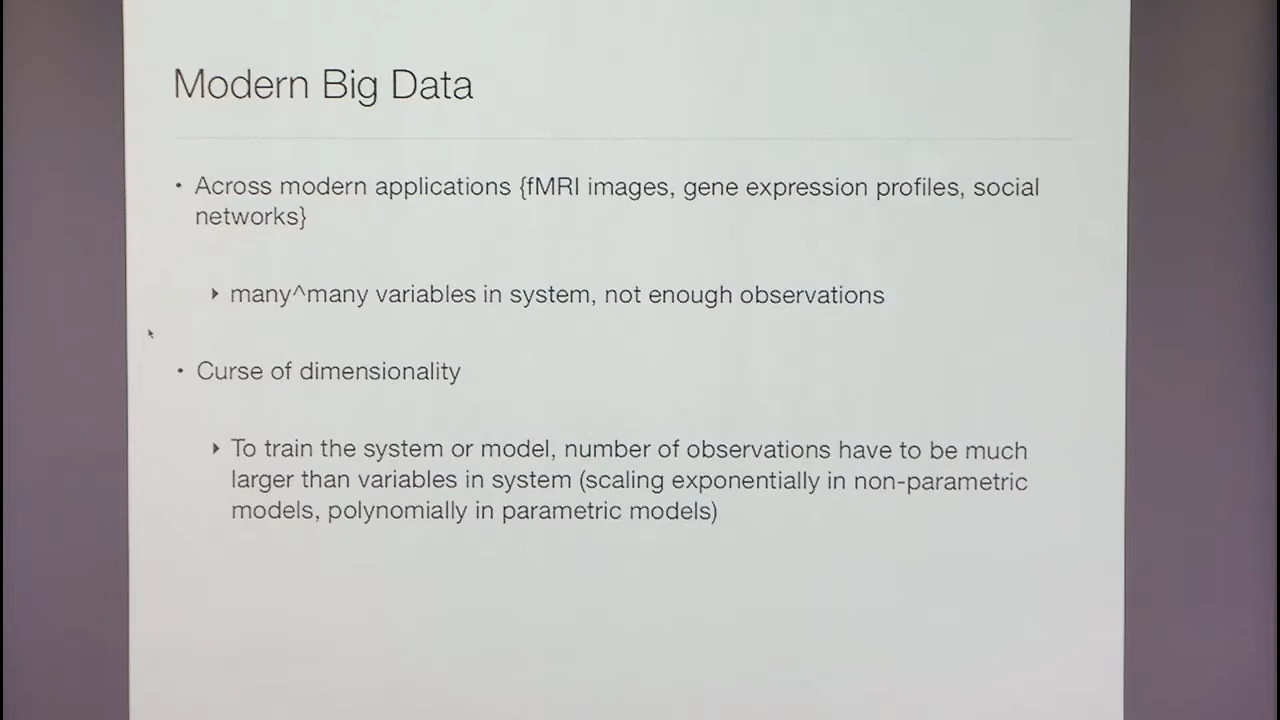 Modern Big Data
• Across modern applications {fMRI images, gene expression profiles, social
networks}
‣ many^many variables in system, not enough observations
• Curse of dimensionality
‣ To train the system or model, number of observations have to be much
larger than variables in system (scaling exponentially in non-parametric
models, polynomially in parametric models)